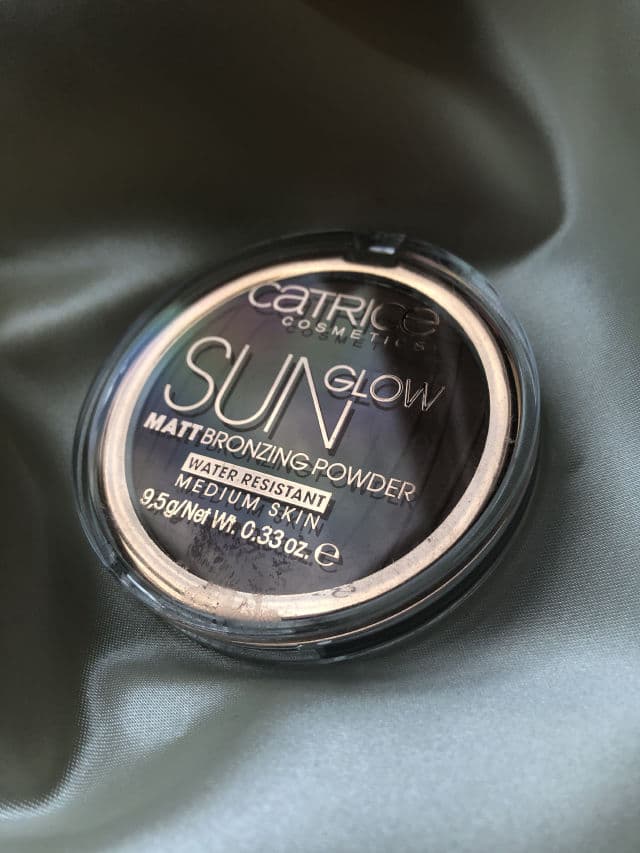 CATRICE
COSMETICS
SUN GLOW
MATT BRONZING POWDER
WATER RESISTANT
MEDIUM SKIN
9,5 g/Net Wt. 0.33 oz. ℮